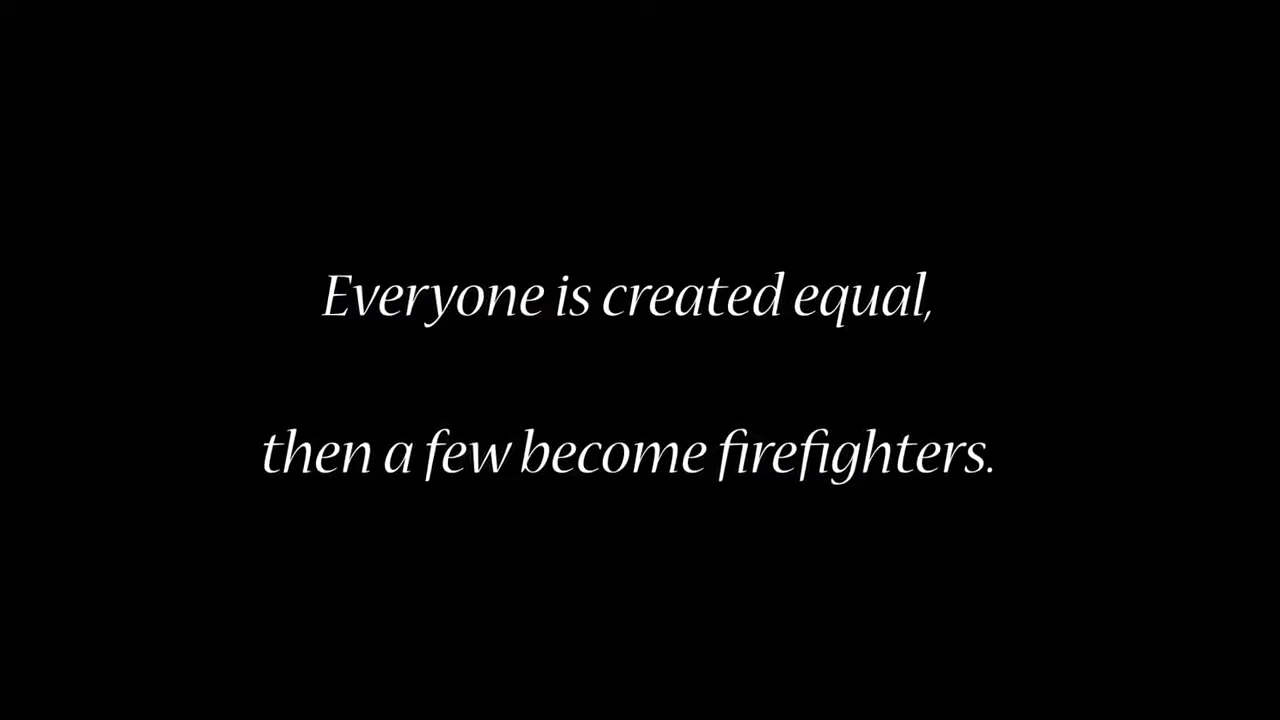 Everyone is created equal,
then a few become firefighters.